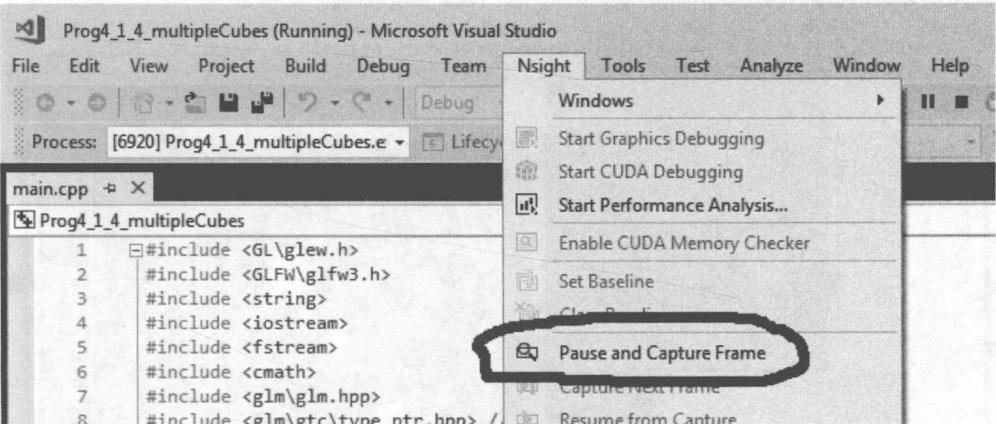 Prog4_1_4_multipleCubes (Running) - Microsoft Visual Studio
File Edit View Project Build Debug Team Nsight Tools Test Analyze Window Help
Debug
Process: [6920] Prog4_1_4_multipleCubes.e Lifecy
main.cpp
Prog4_1_4_multipleCubes
1 #include <GL\glew.h>
2 #include <GLFW\glfw3.h>
3 #include <string>
4 #include <iostream>
5 #include <fstream>
6 #include <cmath>
7 #include <glm\glm.hpp>
8 #include <glm\gtc\type_ptr.hpp> /
Windows
Start Graphics Debugging
Start CUDA Debugging
Start Performance Analysis...
Enable CUDA Memory Checker
Set Baseline
Pause and Capture Frame
Capture Next Frame
Resume from Capture